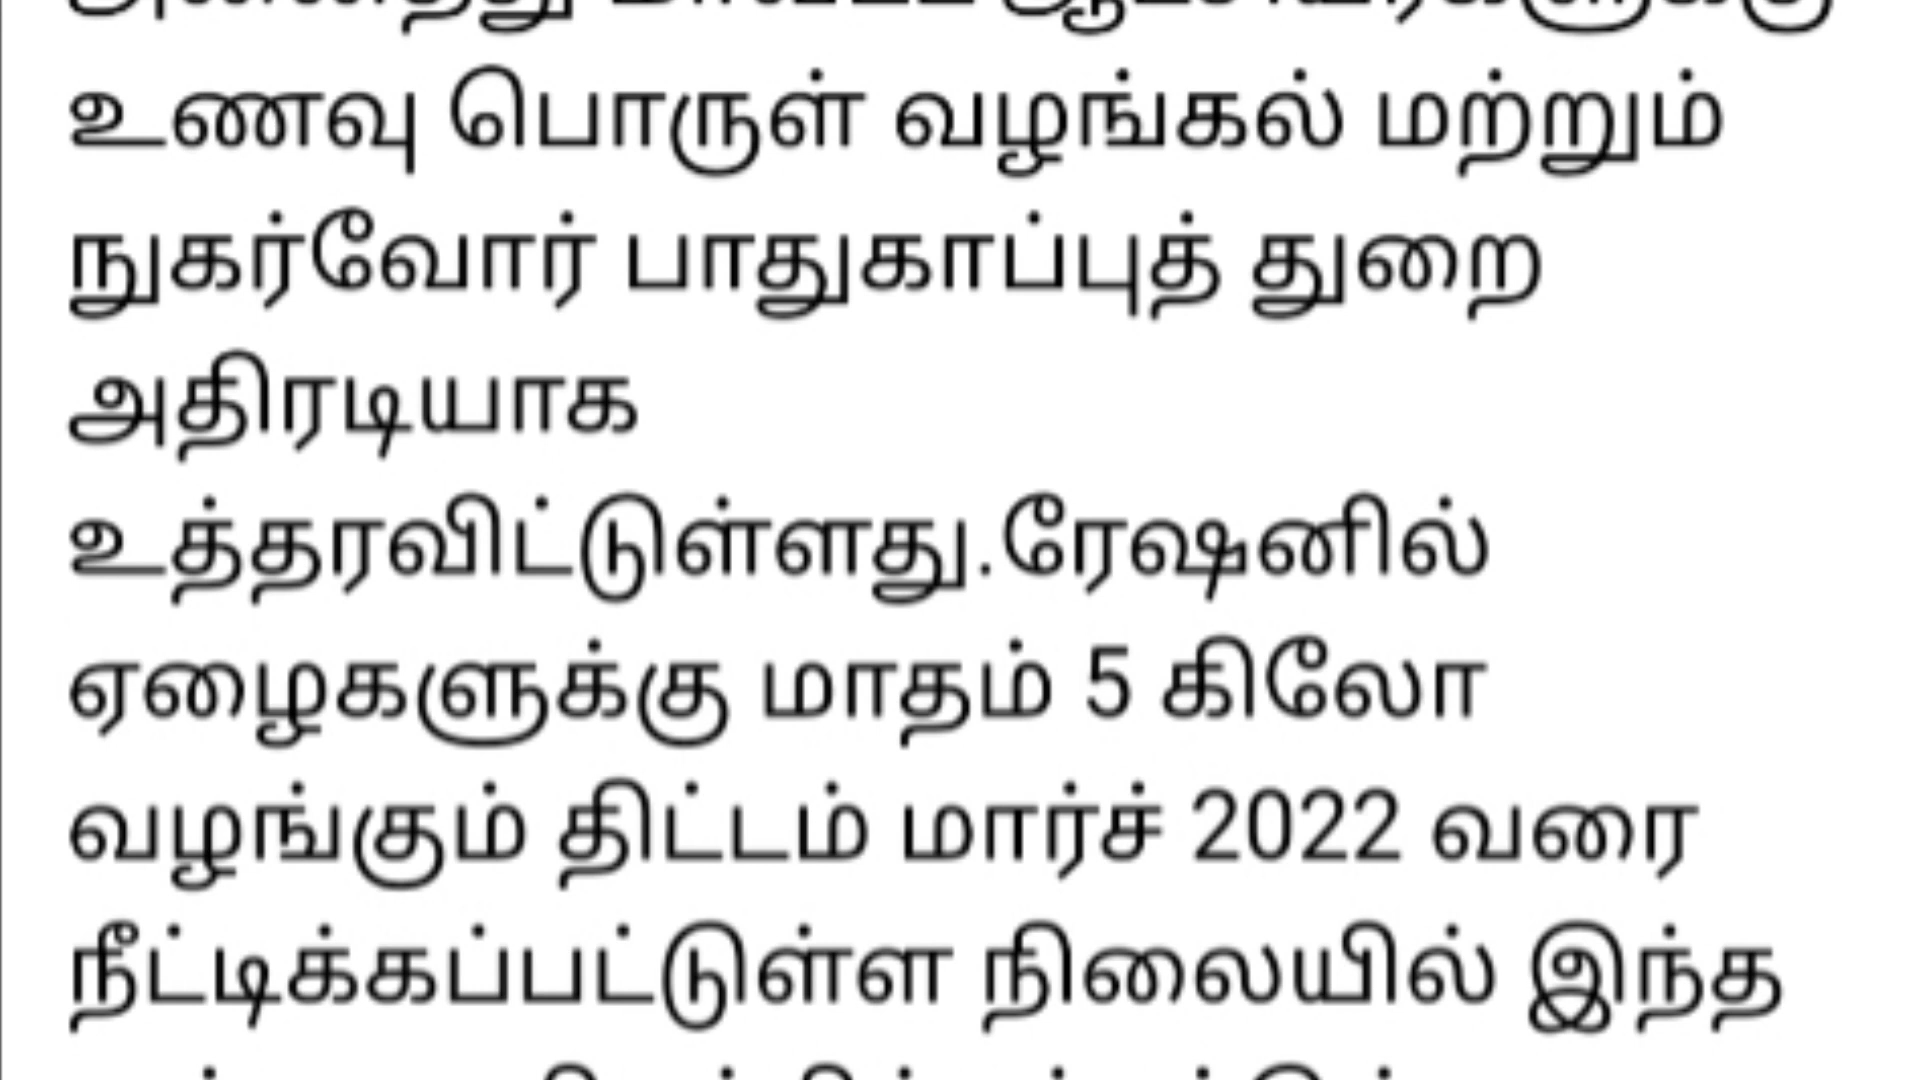 உணவு பொருள் வழங்கல் மற்றும்
நுகர்வோர் பாதுகாப்புத் துறை
அதிரடியாக
உத்தரவிட்டுள்ளது.ரேஷனில்
ஏழைகளுக்கு மாதம் 5 கிலோ
வழங்கும் திட்டம் மார்ச் 2022 வரை
நீட்டிக்கப்பட்டுள்ள நிலையில் இந்த